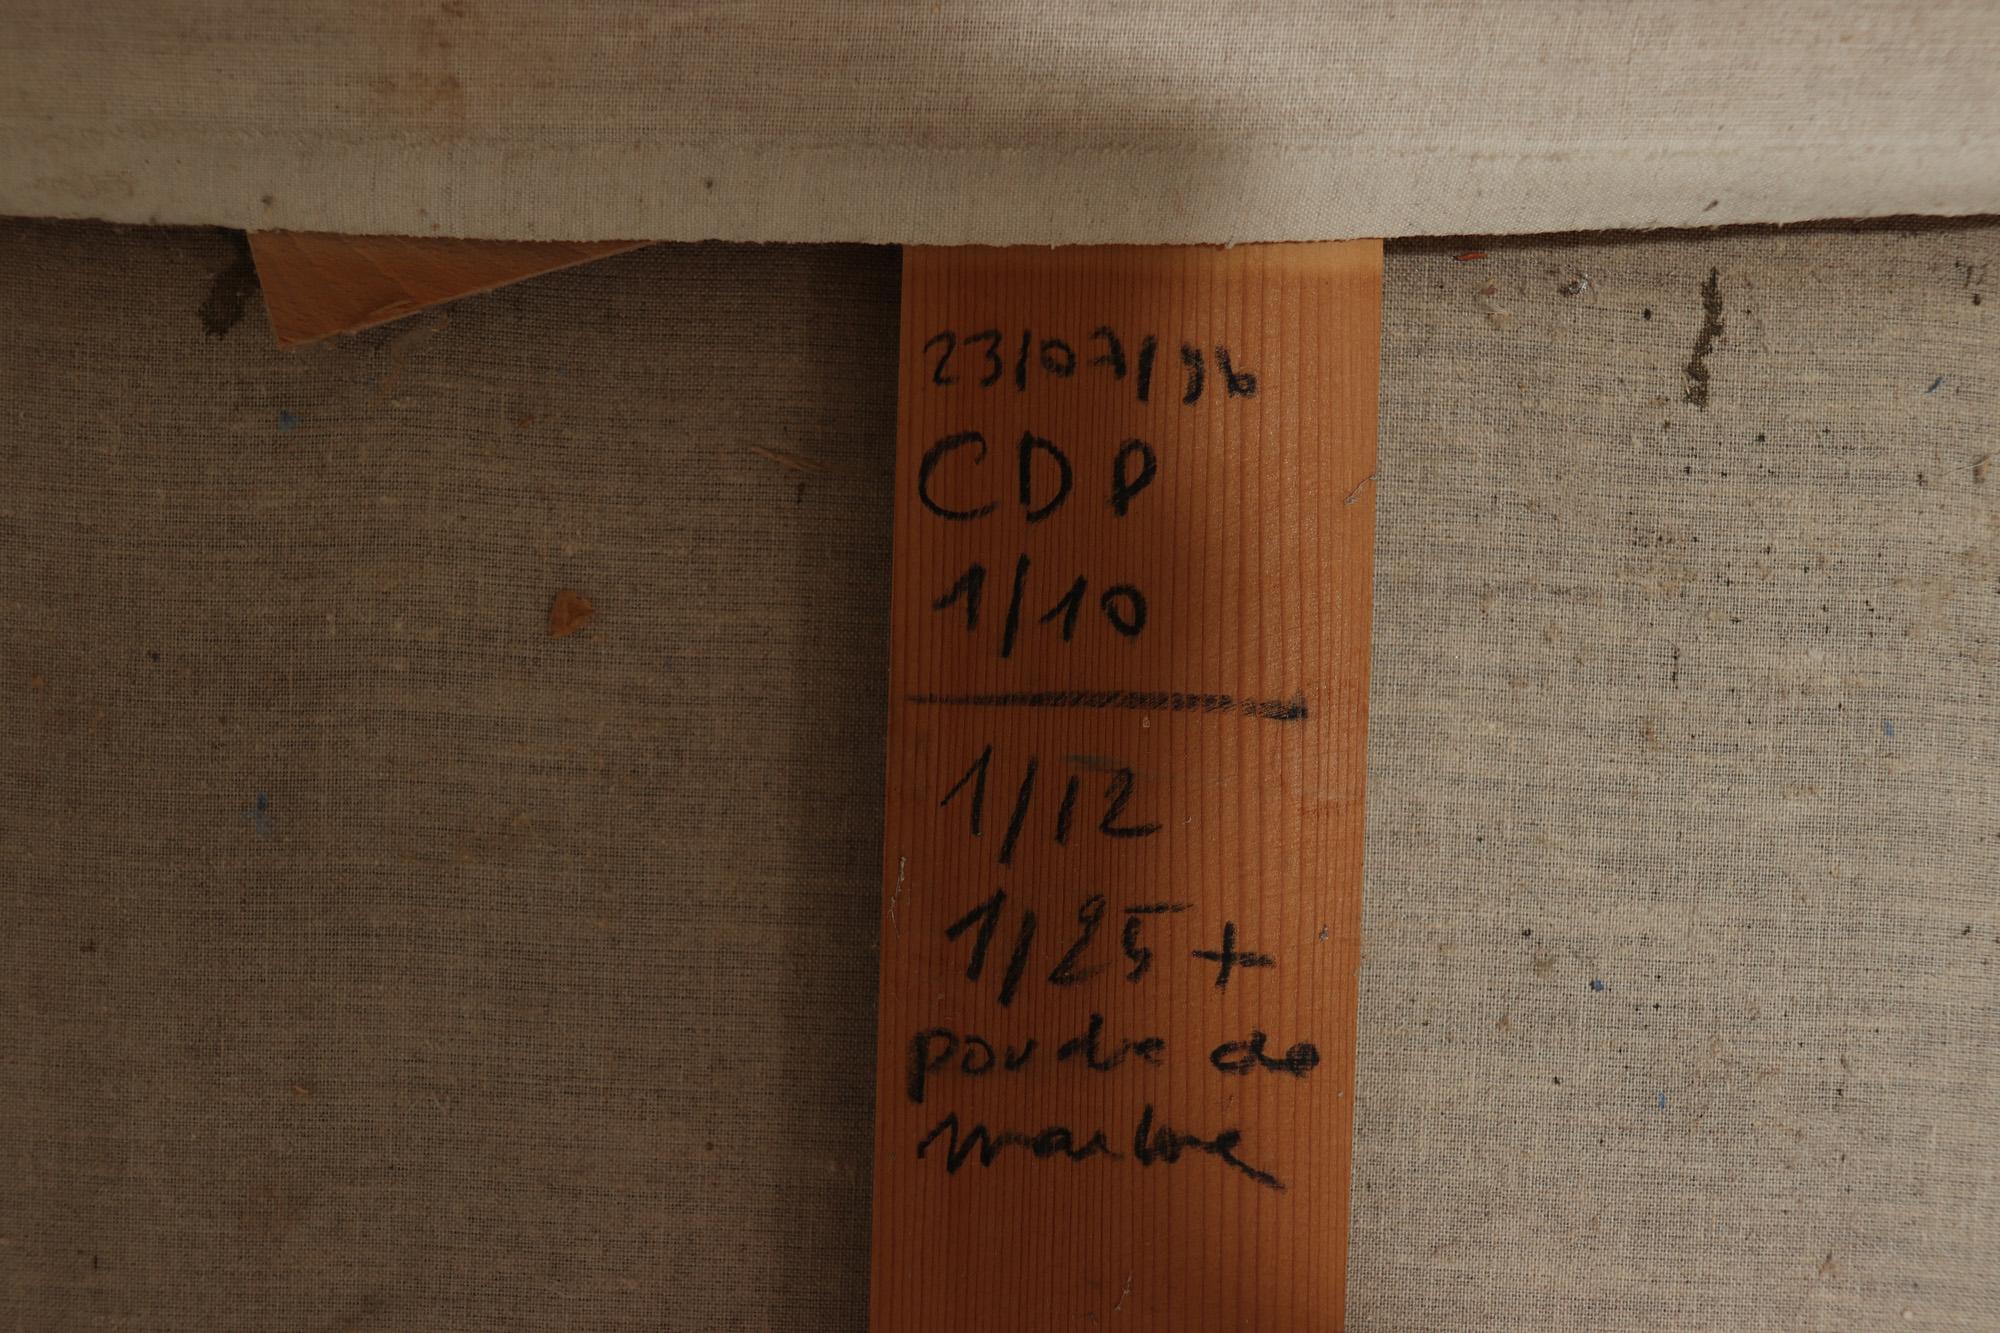 23/07/96
CDP
1/10
1/12
1/25 +
poudre de
marbre